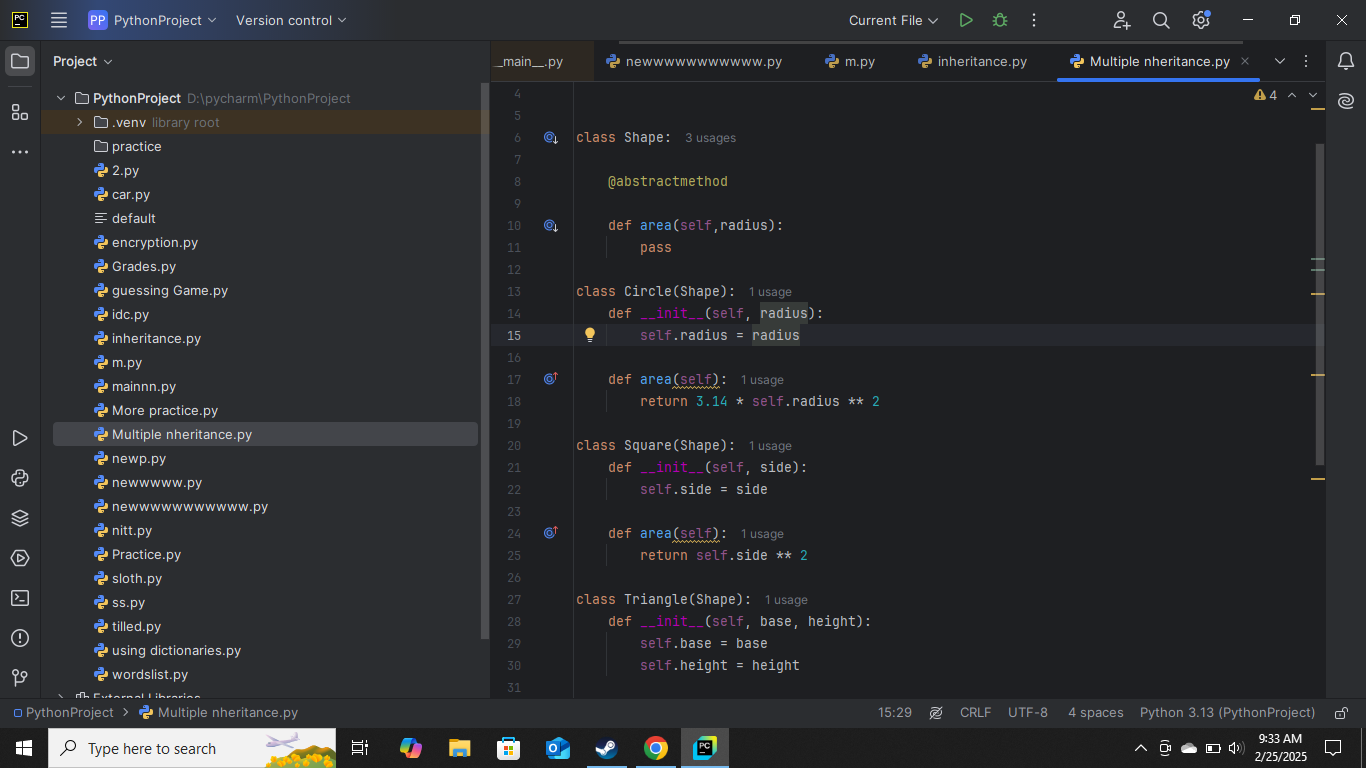 PC
PP PythonProject Version control Current File
Project
__main__.py newwwwwwwwwww.py m.py inheritance.py Multiple nheritance.py
PythonProject D:\pycharm\PythonProject
.venv library root
practice
2.py
car.py
default
encryption.py
Grades.py
guessing Game.py
idc.py
inheritance.py
m.py
mainnn.py
More practice.py
Multiple nheritance.py
newp.py
newwwww.py
newwwwwwwwwww.py
nitt.py
Practice.py
sloth.py
ss.py
tilled.py
using dictionaries.py
wordslist.py
External Libraries
4
4
5
6 class Shape: 3 usages
7
8 @abstractmethod
9
10 def area(self,radius):
11 pass
12
13 class Circle(Shape): 1 usage
14 def __init__(self, radius):
15 self.radius = radius
16
17 def area(self): 1 usage
18 return 3.14 * self.radius ** 2
19
20 class Square(Shape): 1 usage
21 def __init__(self, side):
22 self.side = side
23
24 def area(self): 1 usage
25 return self.side ** 2
26
27 class Triangle(Shape): 1 usage
28 def __init__(self, base, height):
29 self.base = base
30 self.height = height
31
PythonProject > Multiple nheritance.py 15:29 CRLF UTF-8 4 spaces Python 3.13 (PythonProject)
Type here to search
PC
9:33 AM
2/25/2025